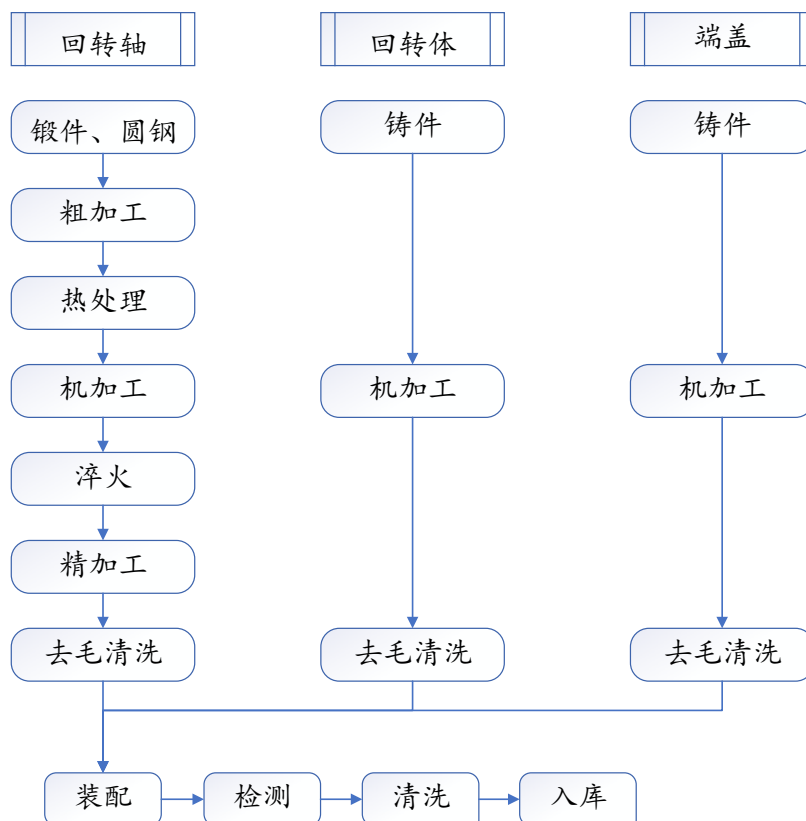 回转轴
回转体
端盖
锻件、圆钢
铸件
铸件
粗加工
热处理
机加工
机加工
机加工
淬火
精加工
去毛清洗
去毛清洗
去毛清洗
装配
检测
清洗
入库